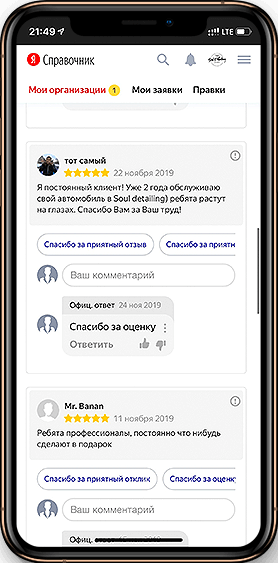 21:49
LTE
Я Справочник
Мои организации 1 Мои заявки Правки
тот самый
22 ноября 2019
Я постоянный клиент! Уже 2 года обслуживаю
свой автомобиль в Soul detailing) ребята растут
на глазах. Спасибо Вам за Ваш труд!
Спасибо за приятный отзыв Спасибо за приятн
Ваш комментарий
Офиц. ответ 24 ноя 2019
Спасибо за оценку
Ответить
Mr. Banan
11 ноября 2019
Ребята профессионалы, постоянно что нибудь
сделают в подарок
Спасибо за приятный отклик Спасибо за оценку
Ваш комментарий
Офиц.